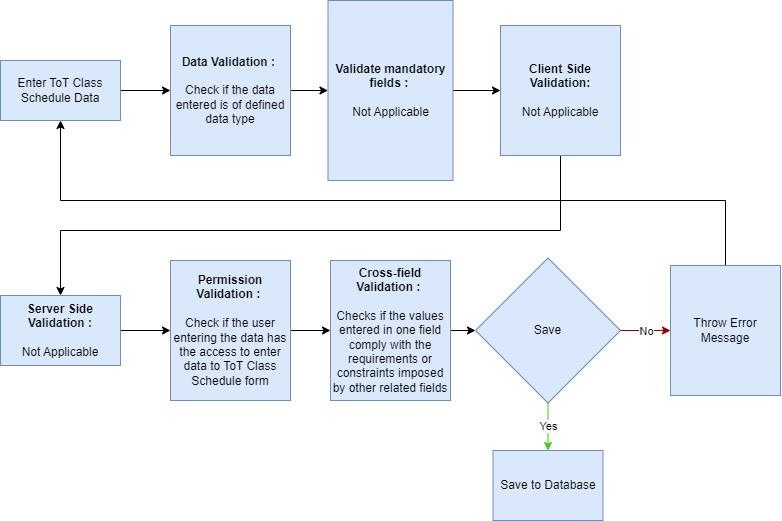 Enter ToT Class
Schedule Data
Data Validation :
Check if the data
entered is of defined
data type
Validate mandatory
fields :
Not Applicable
Client Side
Validation:
Not Applicable
Server Side
Validation :
Not Applicable
Permission
Validation :
Check if the user
entering the data has
the access to enter
data to ToT Class
Schedule form
Cross-field
Validation :
Checks if the values
entered in one field
comply with the
requirements or
constraints imposed
by other related fields
Save
No
Throw Error
Message
Yes
Save to Database